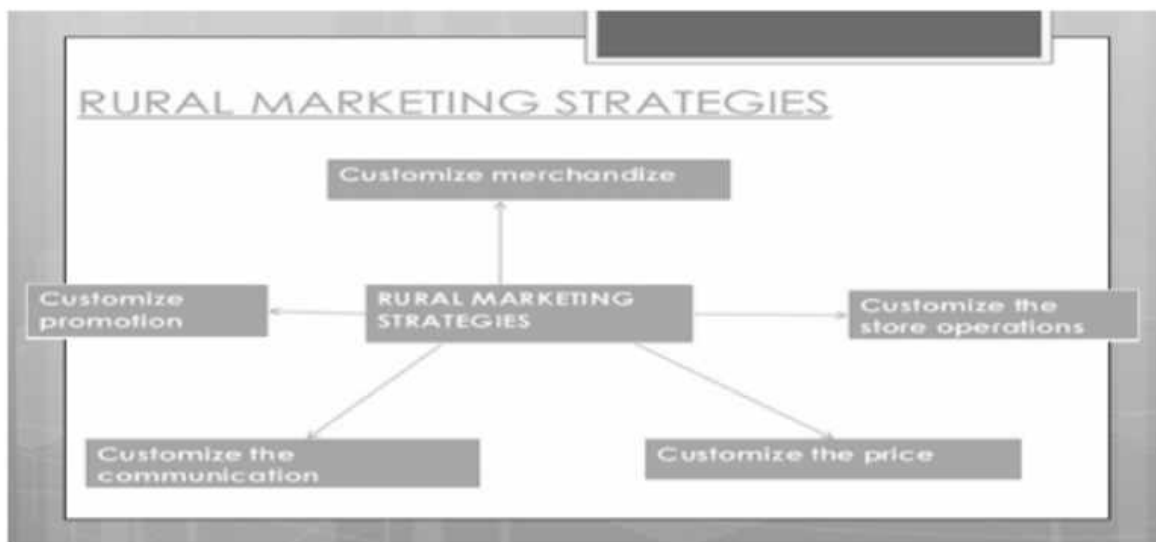 RURAL MARKETING STRATEGIES
Customize merchandize
Customize
promotion
RURAL MARKETING
STRATEGIES
Customize the
store operations
Customize the
communication
Customize the price